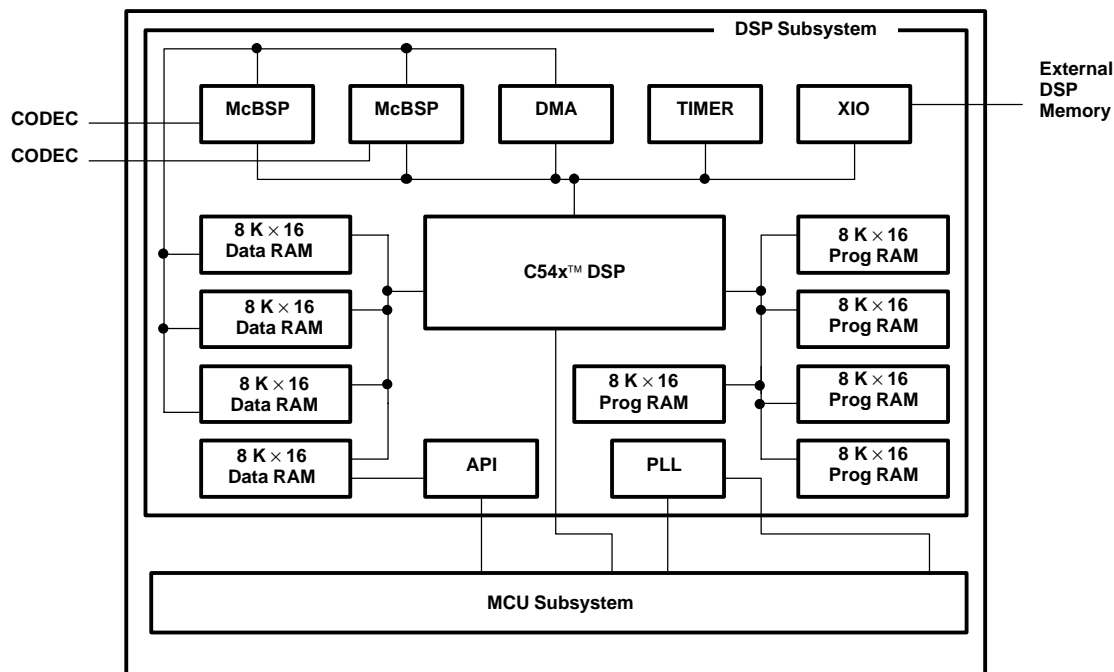 DSP Subsystem
External
DSP
Memory
McBSP
McBSP
DMA
TIMER
XIO
CODEC
CODEC
8 K × 16
Data RAM
C54x™ DSP
8 K × 16
Prog RAM
8 K × 16
Data RAM
8 K × 16
Prog RAM
8 K × 16
Data RAM
8 K × 16
Prog RAM
8 K × 16
Prog RAM
8 K × 16
Data RAM
API
PLL
8 K × 16
Prog RAM
MCU Subsystem